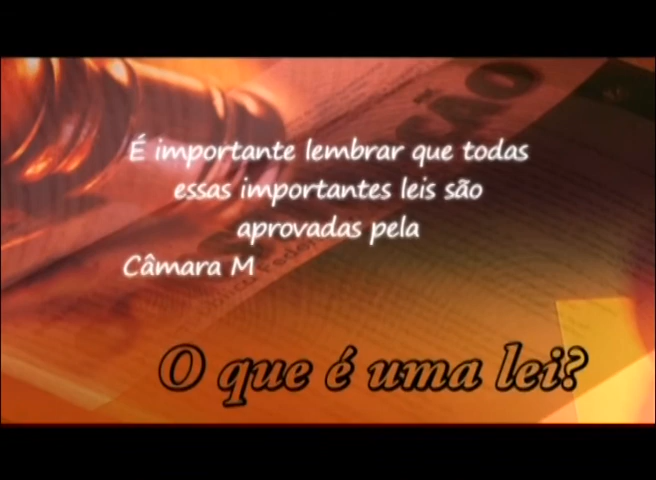 É importante lembrar que todas
essas importantes leis são
aprovadas pela
Câmara M
O que é uma lei?